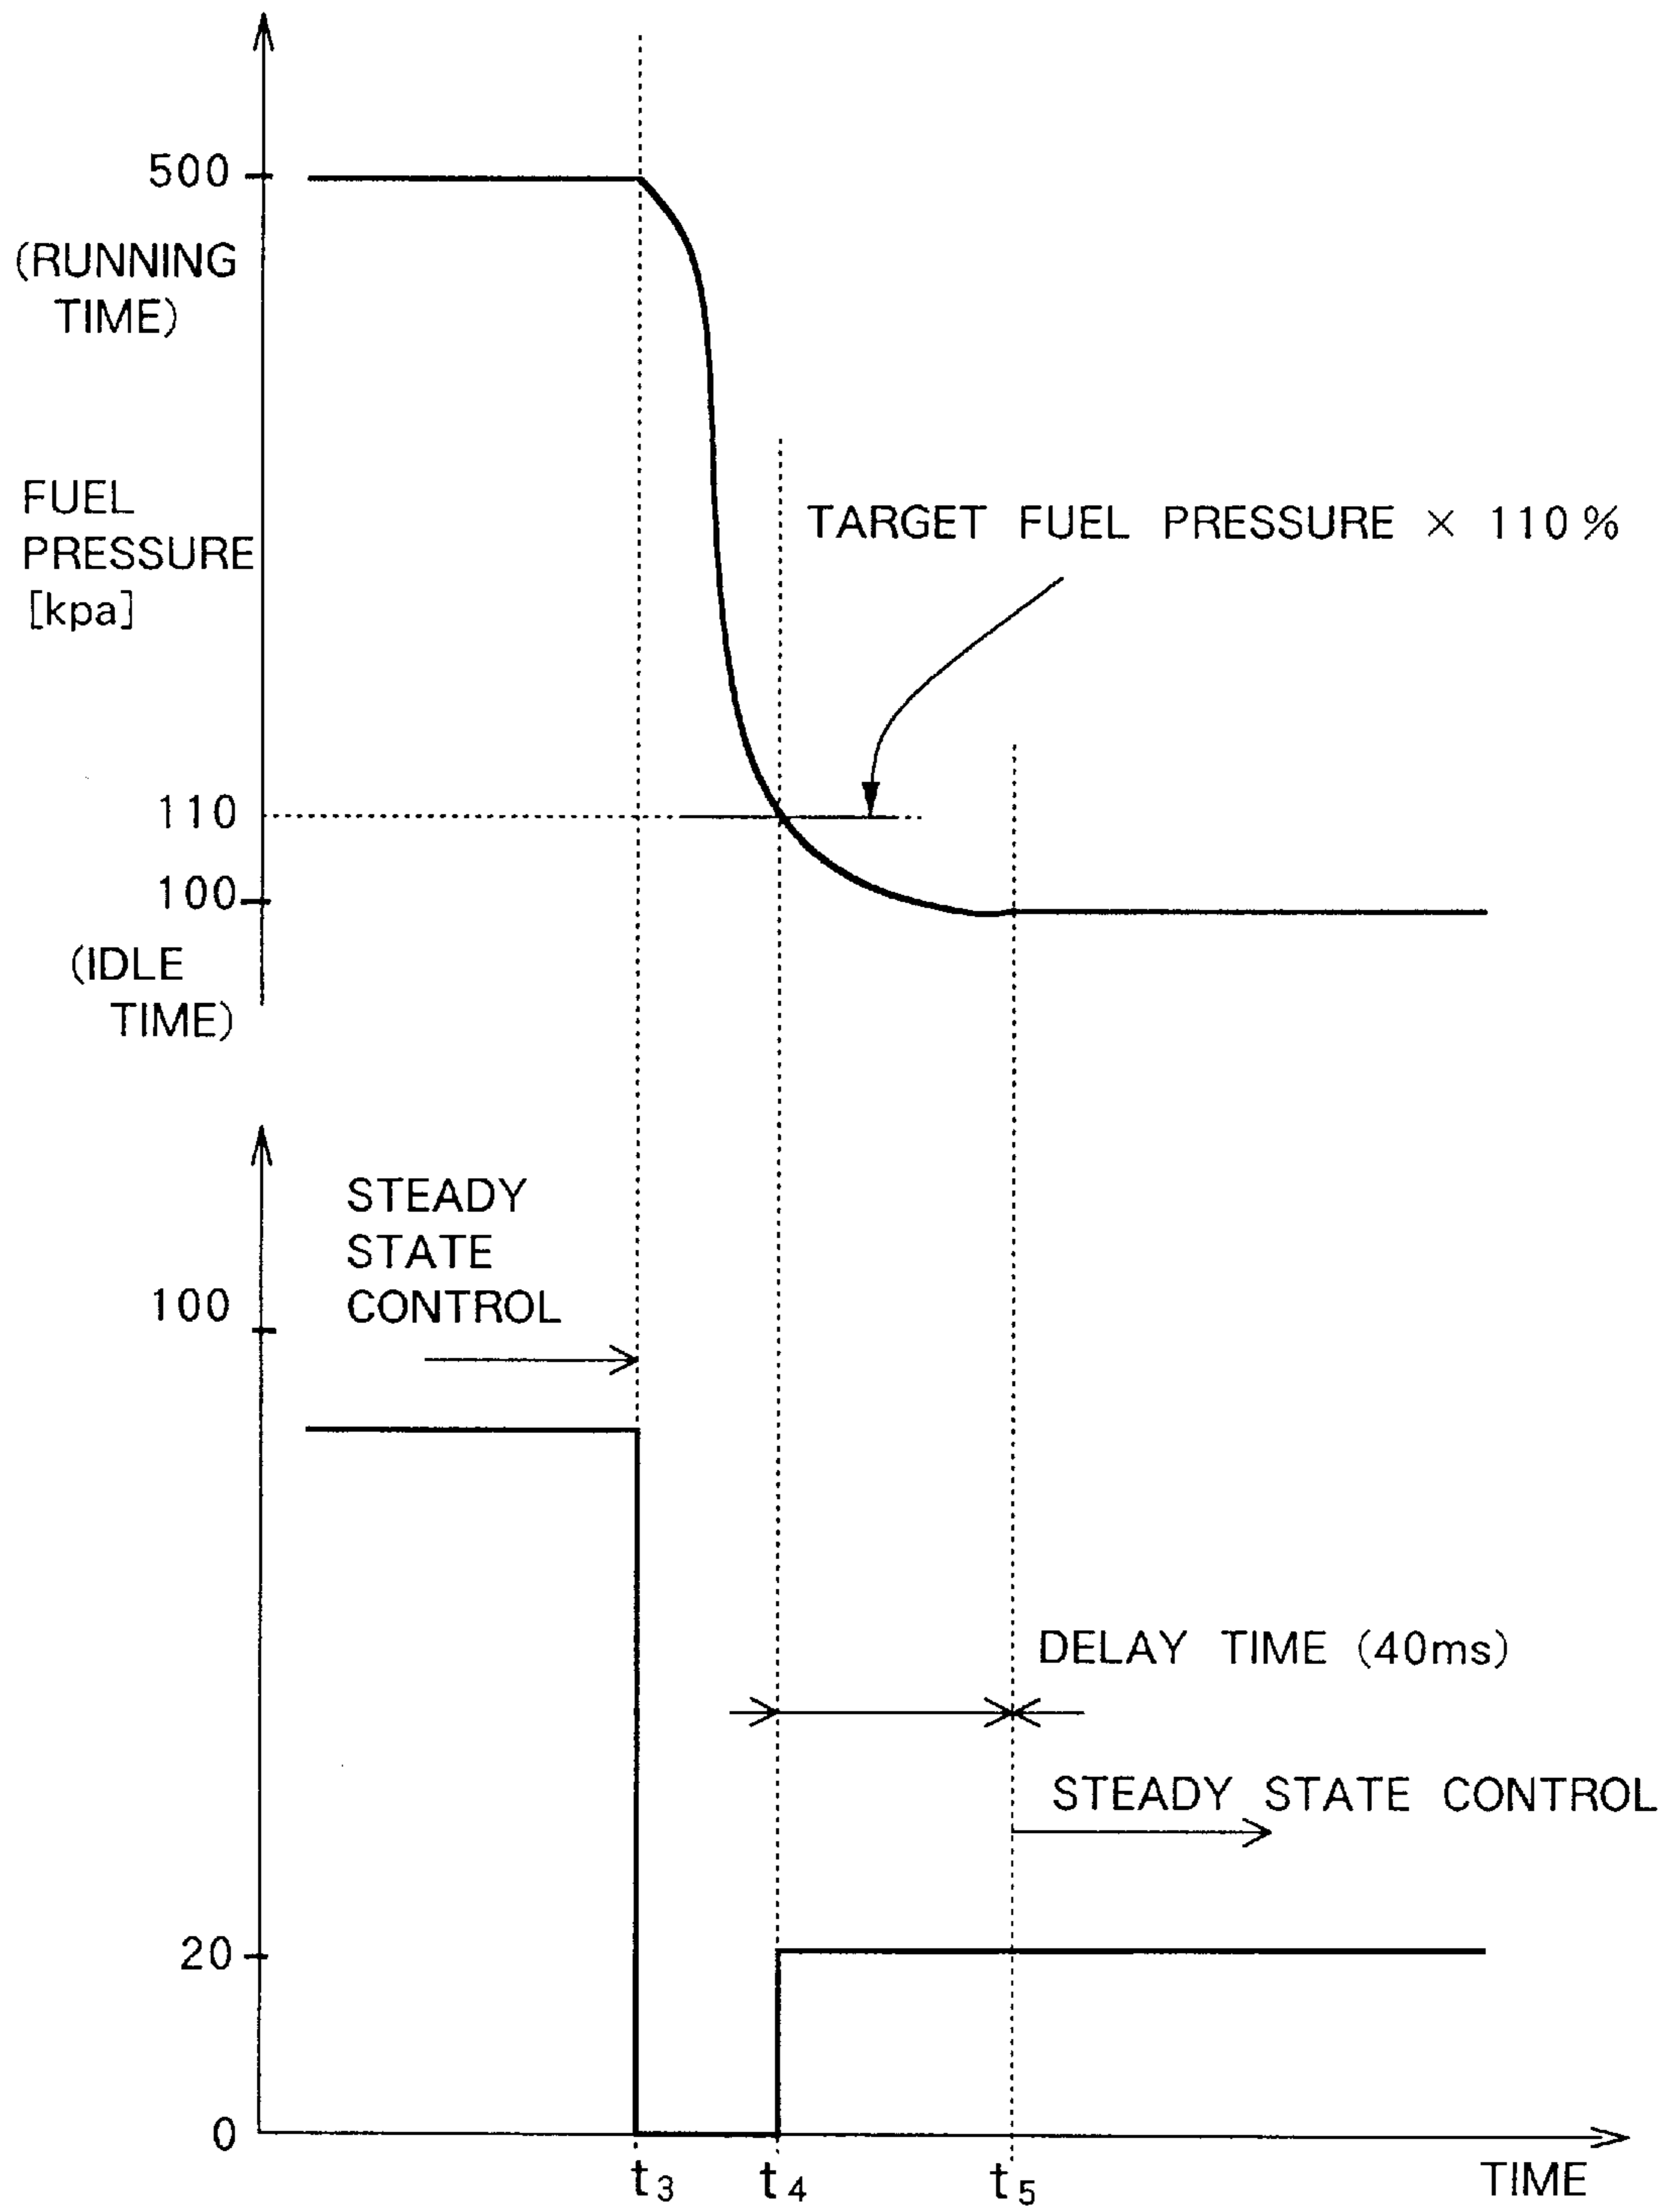 500
(RUNNING
TIME)
FUEL
PRESSURE
[kpa]
TARGET FUEL PRESSURE × 110%
110
100
(IDLE
TIME)
STEADY
STATE
CONTROL
100
DELAY TIME (40ms)
STEADY STATE CONTROL
20
0
t3 t4 t5 TIME